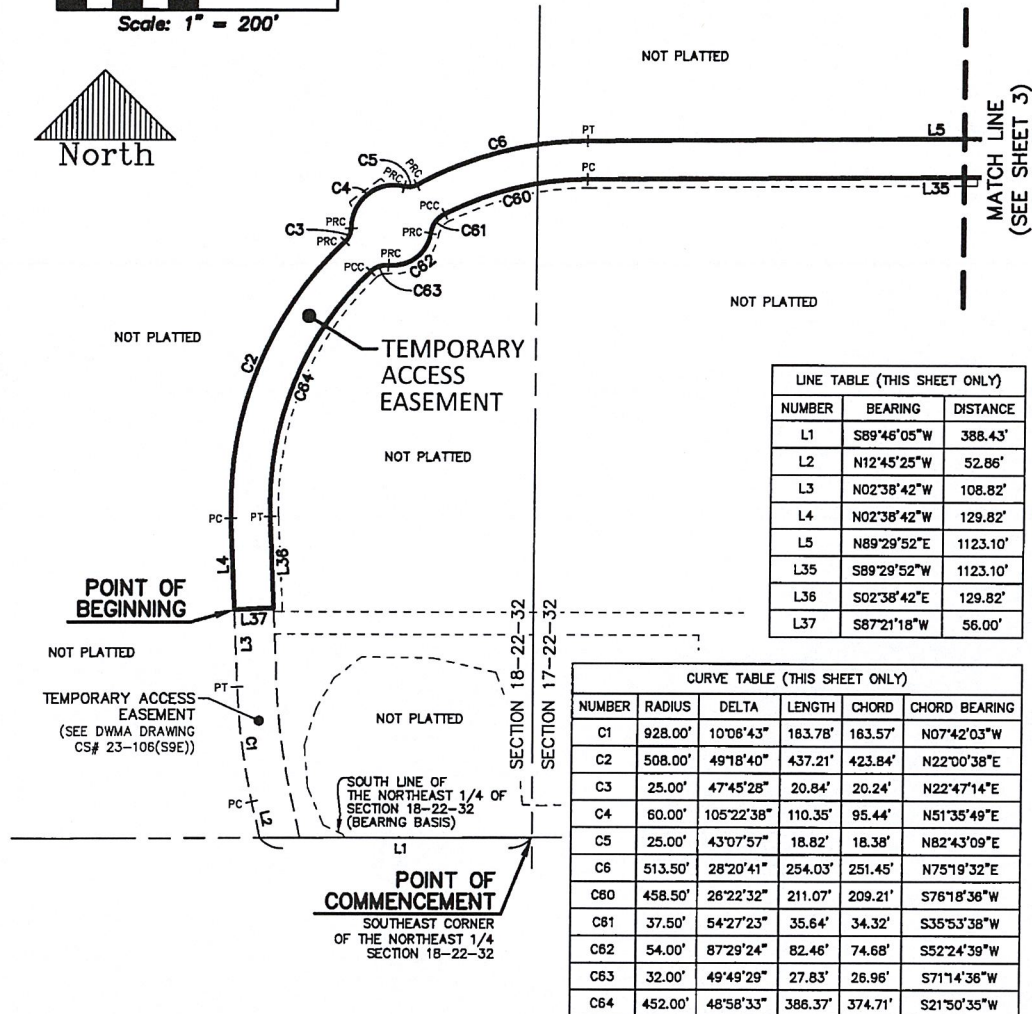 Scale: 1" = 200'
North
NOT PLATTED
MATCH LINE
(SEE SHEET 3)
L5
PT
C6
PRC
C5
PRC
C4
PC
L35
C60
PCC
C61
PRC
C3
PRC
PRC
C62
PRC
PCC
C63
NOT PLATTED
NOT PLATTED
TEMPORARY
ACCESS
EASEMENT
C2
C64
NOT PLATTED
PC
PT
L4
L36
POINT OF
BEGINNING
L37
NOT PLATTED
L3
PT
TEMPORARY ACCESS
EASEMENT
(SEE DWMA DRAWING
CS# 23-106(S9E))
C1
NOT PLATTED
SECTION 18-22-32
SECTION 17-22-32
PC
L2
SOUTH LINE OF
THE NORTHEAST 1/4 OF
SECTION 18-22-32
(BEARING BASIS)
L1
POINT OF
COMMENCEMENT
SOUTHEAST CORNER
OF THE NORTHEAST 1/4
SECTION 18-22-32
LINE TABLE (THIS SHEET ONLY)
NUMBER BEARING DISTANCE
L1 S89°46'05"W 388.43'
L2 N12°45'25"W 52.86'
L3 N02°38'42"W 108.82'
L4 N02°38'42"W 129.82'
L5 N89°29'52"E 1123.10'
L35 S89°29'52"W 1123.10'
L36 S02°38'42"E 129.82'
L37 S87°21'18"W 56.00'
CURVE TABLE (THIS SHEET ONLY)
NUMBER RADIUS DELTA LENGTH CHORD CHORD BEARING
C1 928.00' 10°06'43" 163.78' 163.57' N07°42'03"W
C2 508.00' 49°18'40" 437.21' 423.84' N22°00'38"E
C3 25.00' 47°45'28" 20.84' 20.24' N22°47'14"E
C4 60.00' 105°22'38" 110.35' 95.44' N51°35'49"E
C5 25.00' 43°07'57" 18.82' 18.38' N82°43'09"E
C6 513.50' 28°20'41" 254.03' 251.45' N75°19'32"E
C60 458.50' 26°22'32" 211.07' 209.21' S76°18'36"W
C61 37.50' 54°27'23" 35.64' 34.32' S35°53'38"W
C62 54.00' 87°29'24" 82.46' 74.68' S52°24'39"W
C63 32.00' 49°49'29" 27.83' 26.96' S71°14'36"W
C64 452.00' 48°58'33" 386.37' 374.71' S21°50'35"W